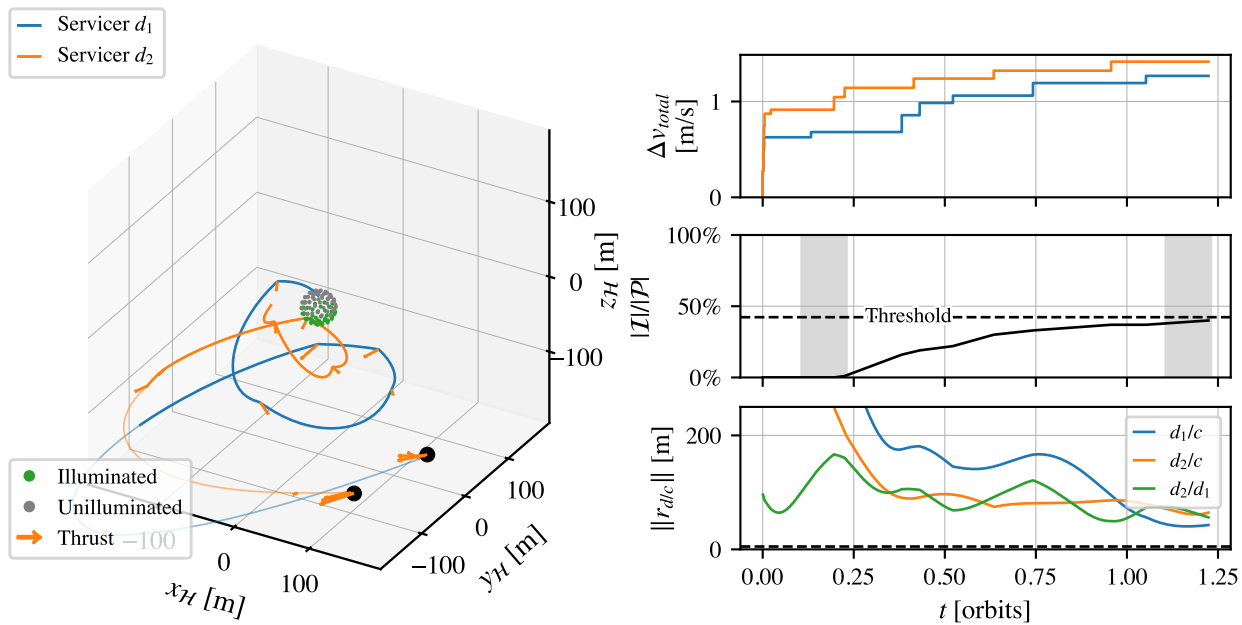 Servicer d₁
Servicer d₂
100
0
−100
z_ℋ [m]
Illuminated
Unilluminated
Thrust
−100
0
100
x_ℋ [m]
−100
0
100
y_ℋ [m]
Δv_total
[m/s]
1
0
|ℐ|/|𝒫|
100%
50%
0%
Threshold
||r_d/c|| [m]
200
0
d₁/c
d₂/c
d₂/d₁
0.00 0.25 0.50 0.75 1.00 1.25
t [orbits]